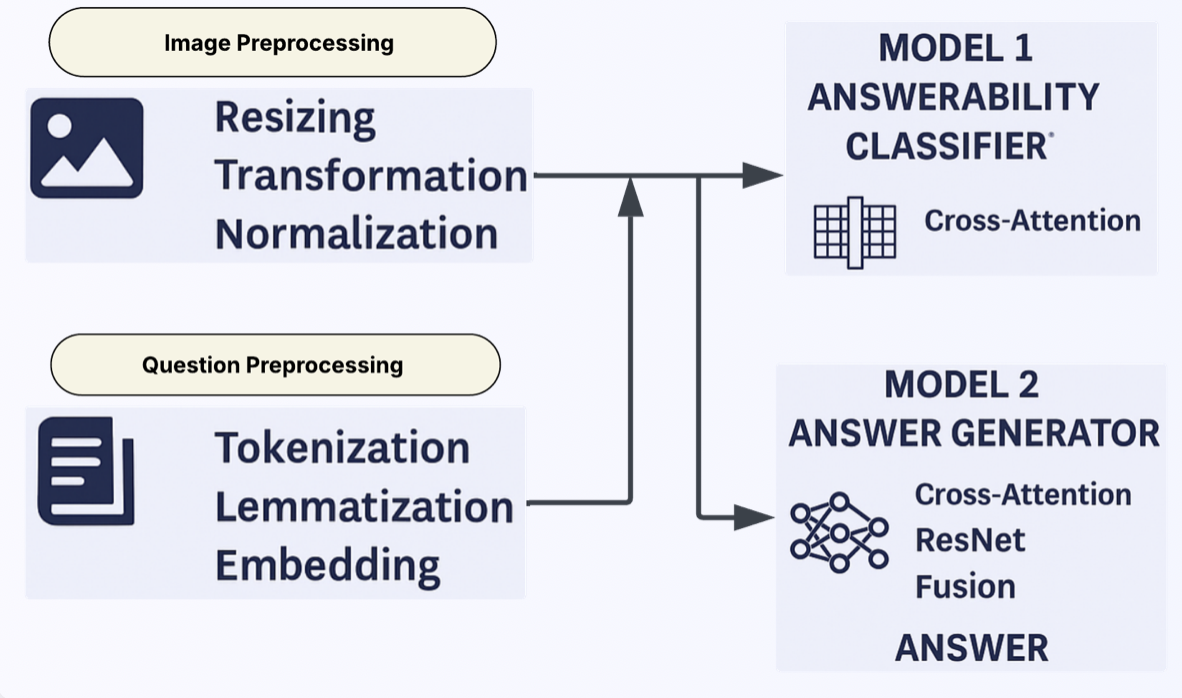 Image Preprocessing
Resizing
Transformation
Normalization
Question Preprocessing
Tokenization
Lemmatization
Embedding
MODEL 1
ANSWERABILITY
CLASSIFIER
Cross-Attention
MODEL 2
ANSWER GENERATOR
Cross-Attention
ResNet
Fusion
ANSWER